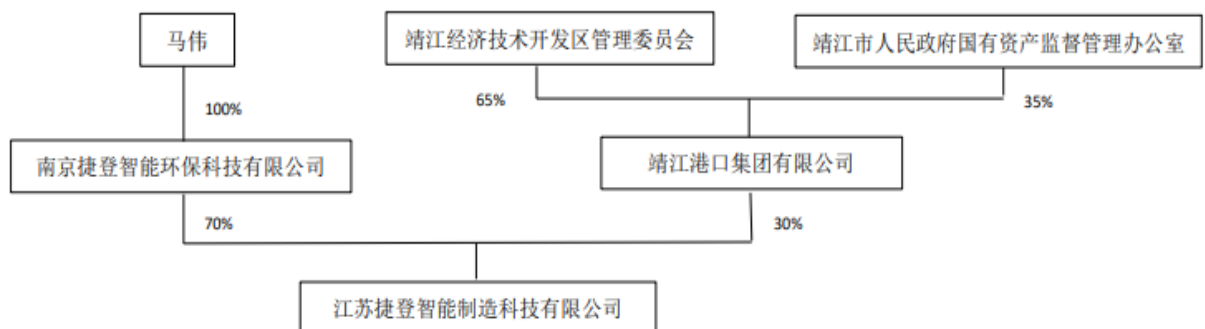 马伟
靖江经济技术开发区管理委员会
靖江市人民政府国有资产监督管理办公室
100%
65%
35%
南京捷登智能环保科技有限公司
靖江港口集团有限公司
70%
30%
江苏捷登智能制造科技有限公司